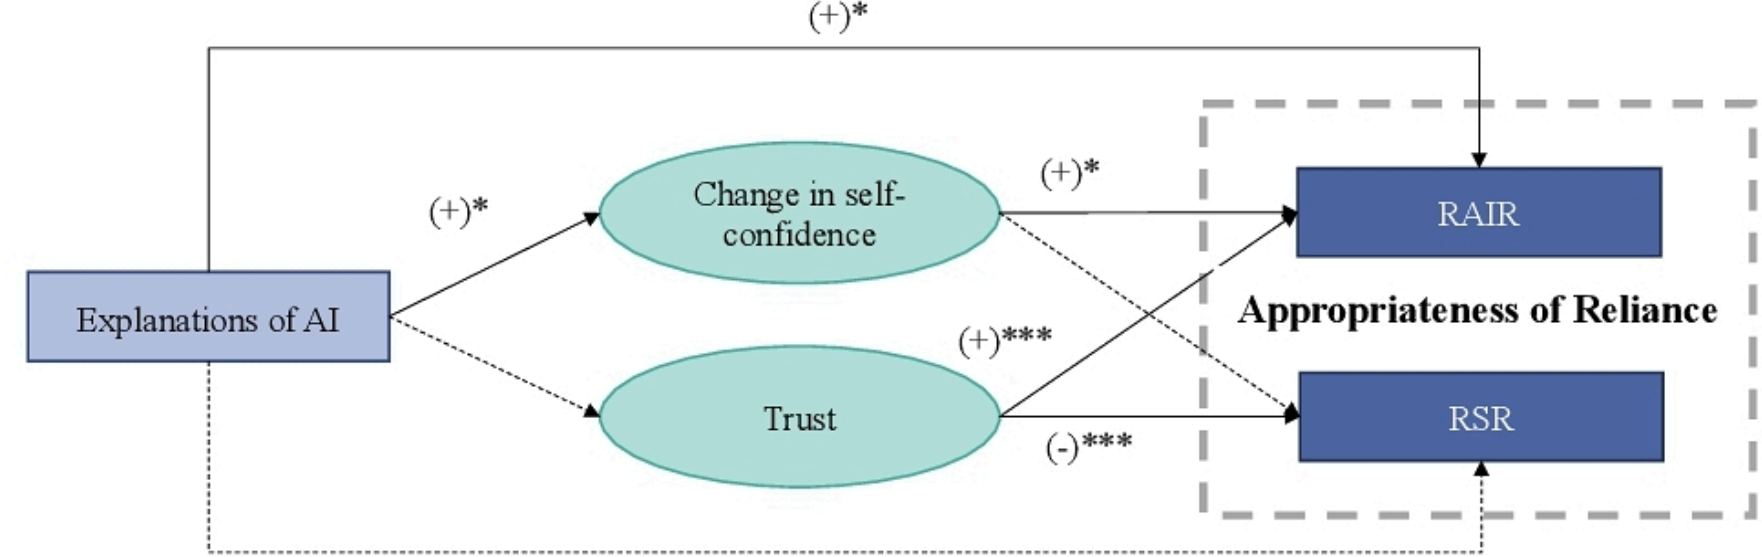 (+)*
(+)*
Change in self-
confidence
(+)*
RAIR
Explanations of AI
Appropriateness of Reliance
(+)***
Trust
(-)***
RSR